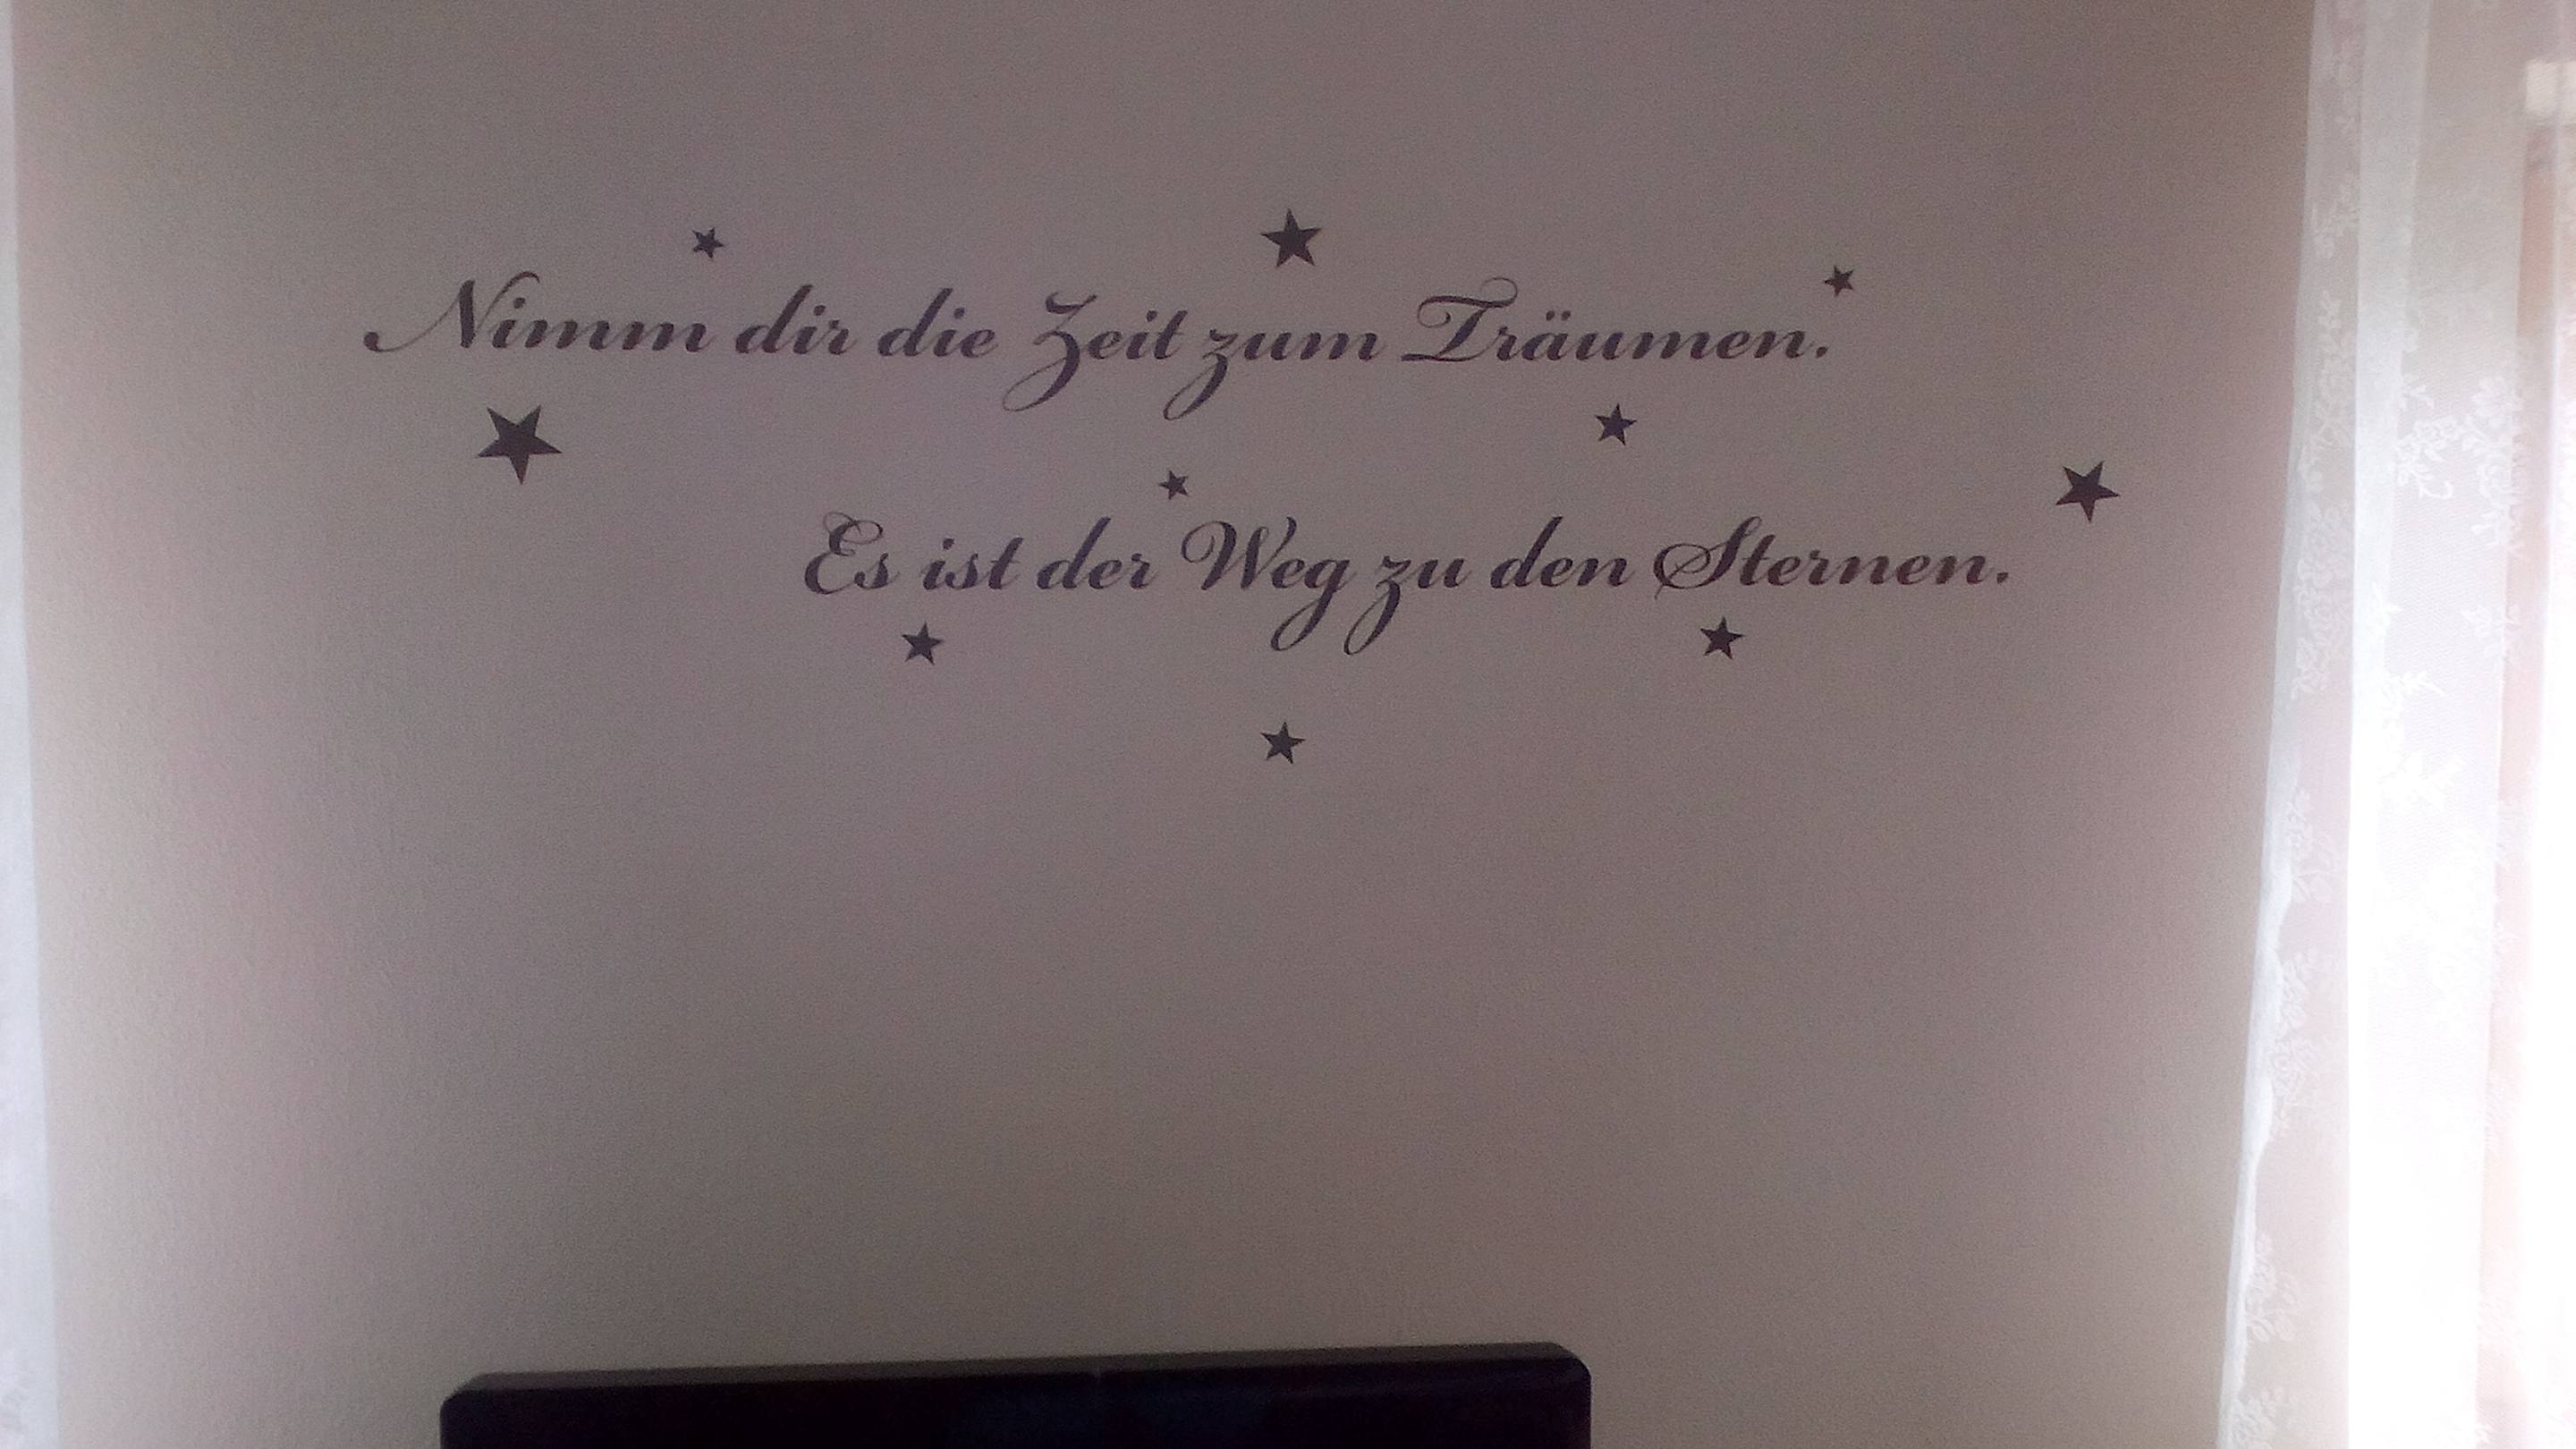 Nimm dir die Zeit zum Träumen.
Es ist der Weg zu den Sternen.